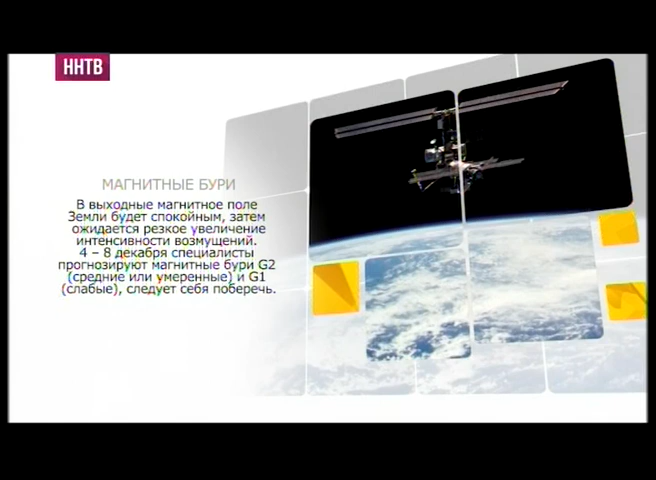 ННТВ
МАГНИТНЫЕ БУРИ
В выходные магнитное поле
Земли будет спокойным, затем
ожидается резкое увеличение
интенсивности возмущений.
4 – 8 декабря специалисты
прогнозируют магнитные бури G2
(средние или умеренные) и G1
(слабые), следует себя поберечь.